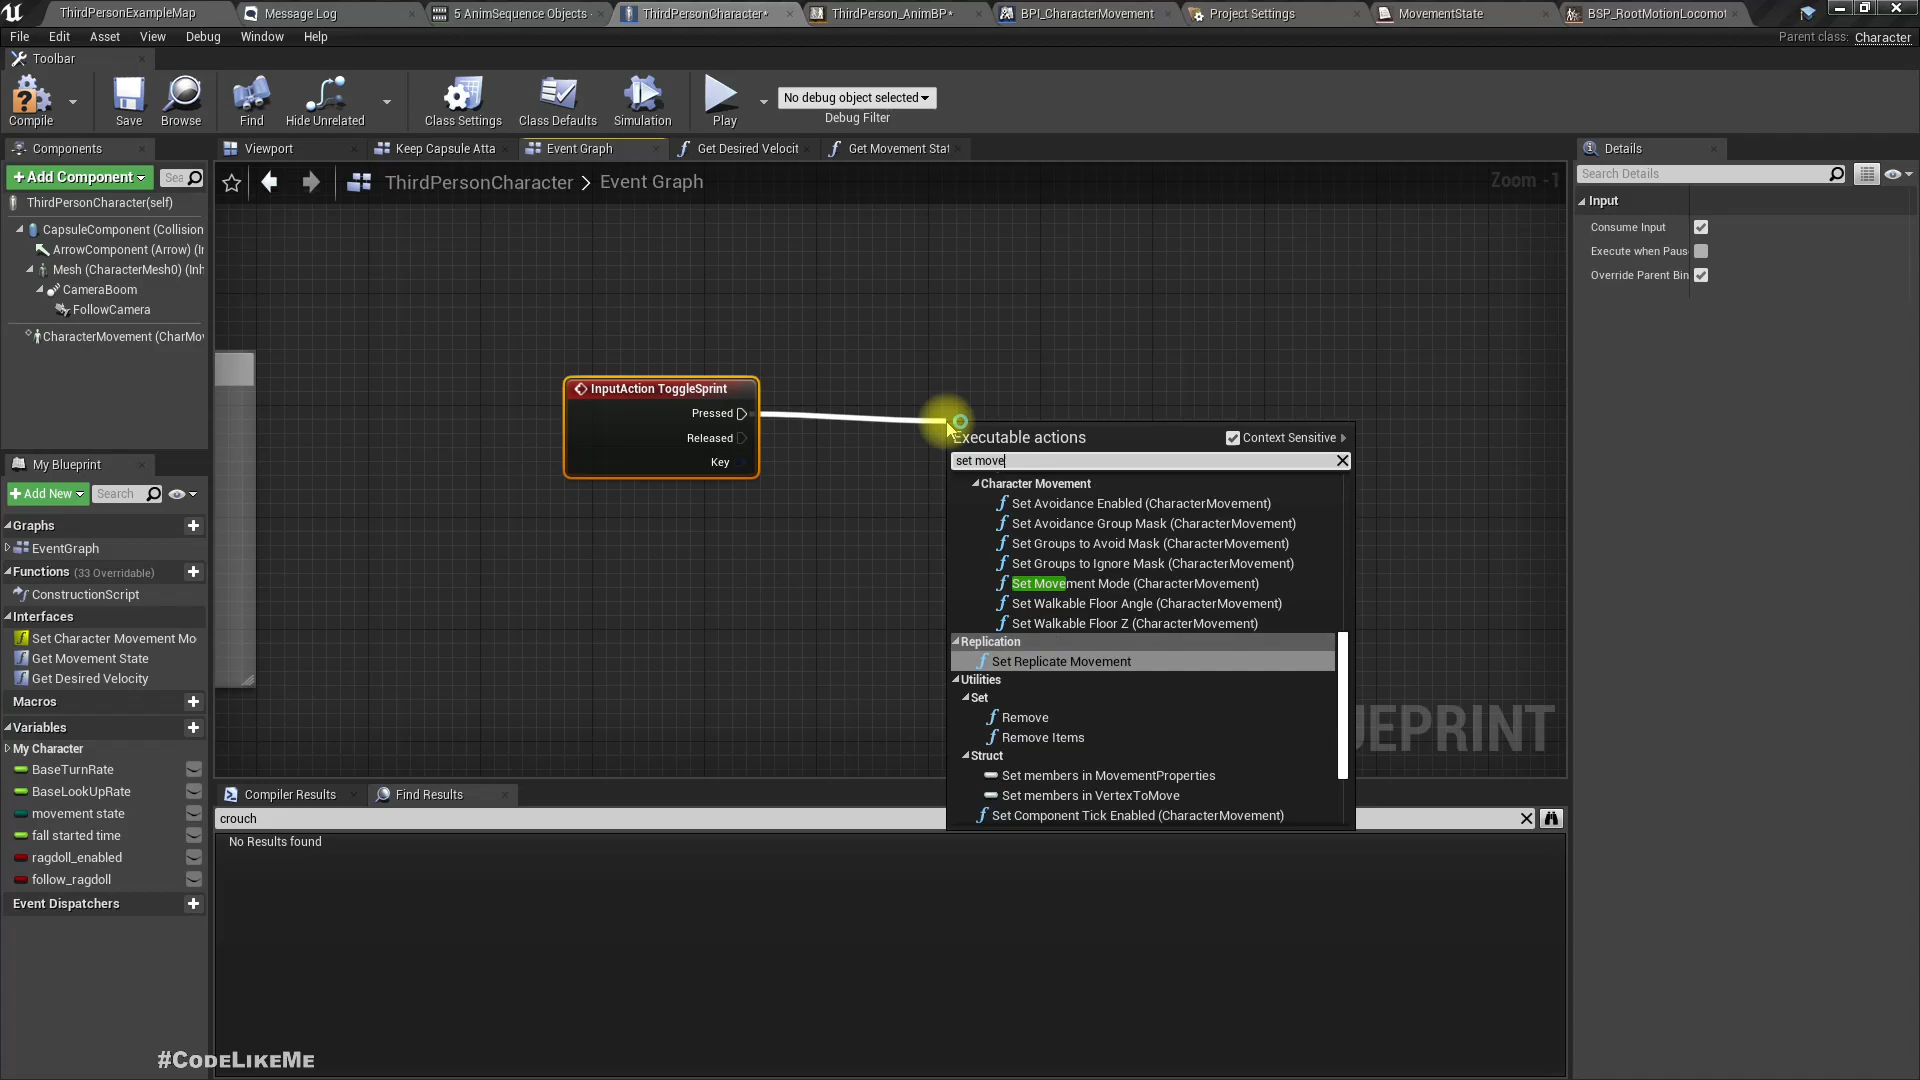 ThirdPersonExampleMap
Message Log
5 AnimSequence Objects
ThirdPersonCharacter*
ThirdPerson_AnimBP*
BPI_CharacterMovement
Project Settings
MovementState
BSP_RootMotionLocomot
File Edit Asset View Debug Window Help
Parent class: Character
Toolbar
Compile
Save
Browse
Find
Hide Unrelated
Class Settings
Class Defaults
Simulation
Play
No debug object selected
Debug Filter
Components
Viewport
Keep Capsule Atta
Event Graph
Get Desired Velocit
Get Movement Stat
Details
+Add Component
Sea
ThirdPersonCharacter > Event Graph
Zoom -1
Search Details
ThirdPersonCharacter(self)
CapsuleComponent (Collision
ArrowComponent (Arrow) (I
Mesh (CharacterMesh0) (Inh
CameraBoom
FollowCamera
CharacterMovement (CharMov
Input
Consume Input
Execute when Paus
Override Parent Bin
InputAction ToggleSprint
Pressed
Released
Key
Executable actions
Context Sensitive
set move
Character Movement
Set Avoidance Enabled (CharacterMovement)
Set Avoidance Group Mask (CharacterMovement)
Set Groups to Avoid Mask (CharacterMovement)
Set Groups to Ignore Mask (CharacterMovement)
Set Movement Mode (CharacterMovement)
Set Walkable Floor Angle (CharacterMovement)
Set Walkable Floor Z (CharacterMovement)
Replication
Set Replicate Movement
Utilities
Set
Remove
Remove Items
Struct
Set members in MovementProperties
Set members in VertexToMove
Set Component Tick Enabled (CharacterMovement)
UEPRINT
My Blueprint
+Add New
Search
Graphs
EventGraph
Functions (33 Overridable)
ConstructionScript
Interfaces
Set Character Movement Mo
Get Movement State
Get Desired Velocity
Macros
Variables
My Character
BaseTurnRate
BaseLookUpRate
movement state
fall started time
ragdoll_enabled
follow_ragdoll
Event Dispatchers
Compiler Results
Find Results
crouch
No Results found
#CodeLikeMe